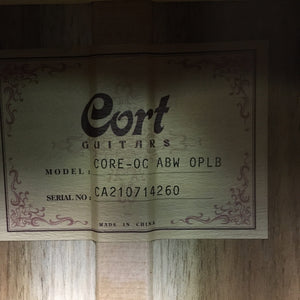 Cort
GUITARS
MODEL : CORE-OC ABW OPLB
SERIAL NO : CA210714260
MADE IN CHINA